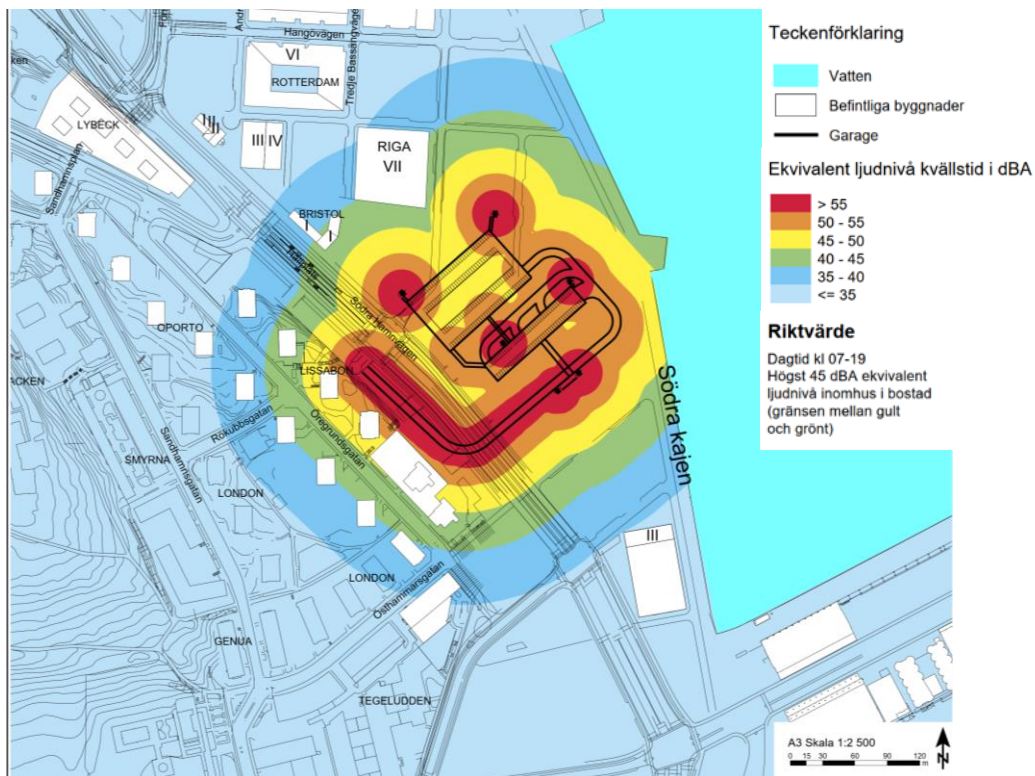 Hangövägen
Tredje Bassängvägen
VI
ROTTERDAM
LYBECK
III
III IV
RIGA
VII
Sandhamnsplan
BRISTOL
I
I
Södra Hamnvägen
OPORTO
LISSABON
ACKEN
Rökubbsgatan
Öregrundsgatan
Södra kajen
Sandhamnsgatan
SMYRNA
LONDON
III
LONDON
Östhammarsgatan
GENUA
TEGELUDDEN
Teckenförklaring
Vatten
Befintliga byggnader
Garage
Ekvivalent ljudnivå kvällstid i dBA
> 55
50 - 55
45 - 50
40 - 45
35 - 40
<= 35
Riktvärde
Dagtid kl 07-19
Högst 45 dBA ekvivalent
ljudnivå inomhus i bostad
(gränsen mellan gult
och grönt)
A3 Skala 1:2 500
0 15 30 60 90 120
m
N